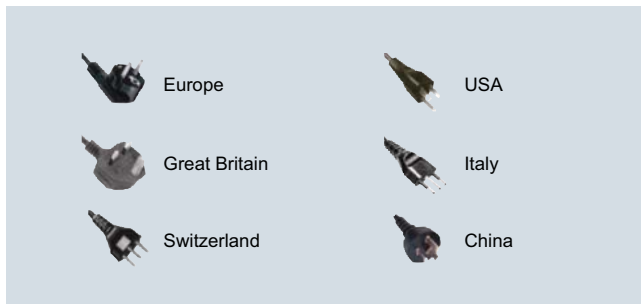 Europe
USA
Great Britain
Italy
Switzerland
China